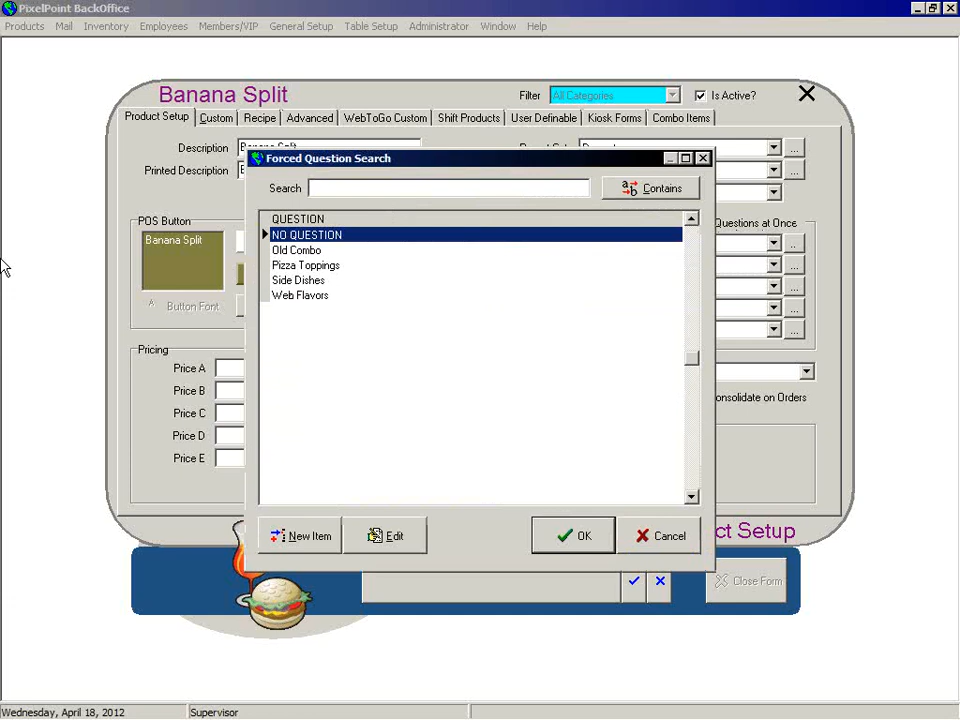 PixelPoint BackOffice
Products Mail Inventory Employees Members/VIP General Setup Table Setup Administrator Window Help
Banana Split
Filter All Categories Is Active?
Product Setup Custom Recipe Advanced WebToGo Custom Shift Products User Definable Kiosk Forms Combo Items
Description Banana Split
Printed Description
Forced Question Search
Search
Contains
QUESTION
NO QUESTION
Old Combo
Pizza Toppings
Side Dishes
Web Flavors
POS Button
Banana Split
A Button Font
Questions at Once
Pricing
Price A
Price B
Price C
Price D
Price E
onsolidate on Orders
New Item Edit OK Cancel
ct Setup
Close Form
Wednesday, April 18, 2012 Supervisor